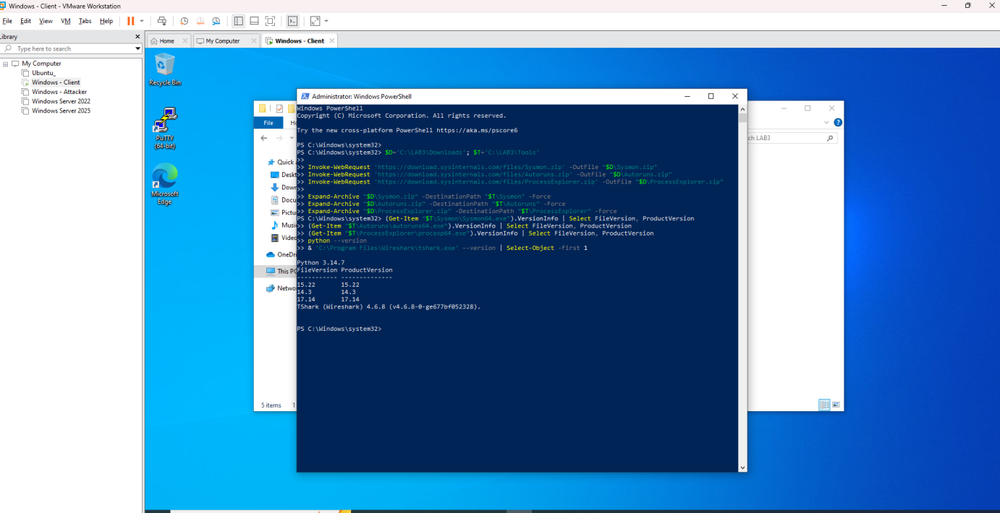 Windows - Client - VMware Workstation
File Edit View VM Tabs Help
Library
Type here to search
My Computer
Ubuntu_
Windows - Client
Windows - Attacker
Windows Server 2022
Windows Server 2025
Home My Computer Windows - Client
Recycle Bin
PuTTY
(64-bit)
Microsoft
Edge
File
LAB3
Quick
This PC
5 items 1
Administrator: Windows PowerShell
Windows PowerShell
Copyright (C) Microsoft Corporation. All rights reserved.
Try the new cross-platform PowerShell https://aka.ms/pscore6
PS C:\Windows\system32>
PS C:\Windows\system32> $D='C:\LAB3\Downloads'; $T='C:\LAB3\Tools'
>>
>> Invoke-WebRequest 'https://download.sysinternals.com/files/Sysmon.zip' -OutFile "$D\Sysmon.zip"
>> Invoke-WebRequest 'https://download.sysinternals.com/files/Autoruns.zip' -OutFile "$D\Autoruns.zip"
>> Invoke-WebRequest 'https://download.sysinternals.com/files/ProcessExplorer.zip' -OutFile "$D\ProcessExplorer.zip"
>>
>> Expand-Archive "$D\Sysmon.zip" -DestinationPath "$T\Sysmon" -Force
>> Expand-Archive "$D\Autoruns.zip" -DestinationPath "$T\Autoruns" -Force
>> Expand-Archive "$D\ProcessExplorer.zip" -DestinationPath "$T\ProcessExplorer" -Force
PS C:\Windows\system32> (Get-Item "$T\Sysmon\Sysmon64.exe").VersionInfo | Select FileVersion, ProductVersion
>> (Get-Item "$T\Autoruns\autoruns64.exe").VersionInfo | Select FileVersion, ProductVersion
>> (Get-Item "$T\ProcessExplorer\procexp64.exe").VersionInfo | Select FileVersion, ProductVersion
>> python --version
>> & 'C:\Program Files\Wireshark\tshark.exe' --version | Select-Object -First 1
Python 3.14.7
FileVersion ProductVersion
----------- --------------
15.22 15.22
14.3 14.3
17.14 17.14
TShark (Wireshark) 4.6.8 (v4.6.8-0-ge677bf052328).
PS C:\Windows\system32>